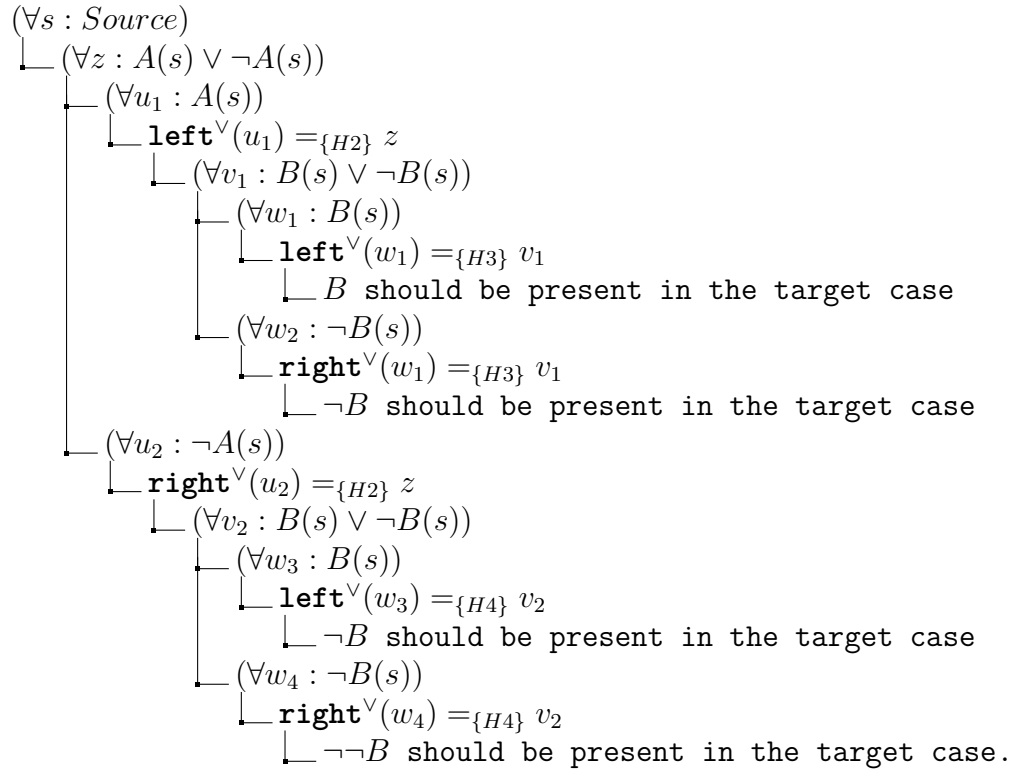 (∀s : Source)
(∀z : A(s) ∨ ¬A(s))
(∀u₁ : A(s))
left^∨(u₁) =_{H2} z
(∀v₁ : B(s) ∨ ¬B(s))
(∀w₁ : B(s))
left^∨(w₁) =_{H3} v₁
B should be present in the target case
(∀w₂ : ¬B(s))
right^∨(w₁) =_{H3} v₁
¬B should be present in the target case
(∀u₂ : ¬A(s))
right^∨(u₂) =_{H2} z
(∀v₂ : B(s) ∨ ¬B(s))
(∀w₃ : B(s))
left^∨(w₃) =_{H4} v₂
¬B should be present in the target case
(∀w₄ : ¬B(s))
right^∨(w₄) =_{H4} v₂
¬¬B should be present in the target case.